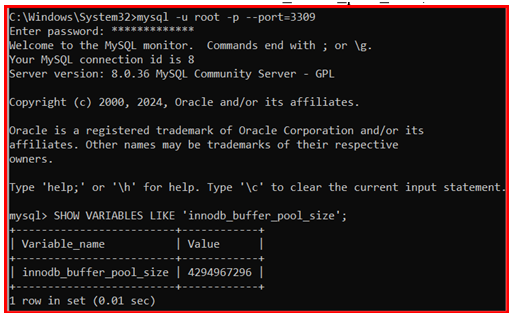 C:\Windows\System32>mysql -u root -p --port=3309
Enter password: *************
Welcome to the MySQL monitor.  Commands end with ; or \g.
Your MySQL connection id is 8
Server version: 8.0.36 MySQL Community Server - GPL
Copyright (c) 2000, 2024, Oracle and/or its affiliates.
Oracle is a registered trademark of Oracle Corporation and/or its
affiliates. Other names may be trademarks of their respective
owners.
Type 'help;' or '\h' for help. Type '\c' to clear the current input statement.
mysql> SHOW VARIABLES LIKE 'innodb_buffer_pool_size';
+-------------------------+------------+
| Variable_name           | Value      |
+-------------------------+------------+
| innodb_buffer_pool_size | 4294967296 |
+-------------------------+------------+
1 row in set (0.01 sec)